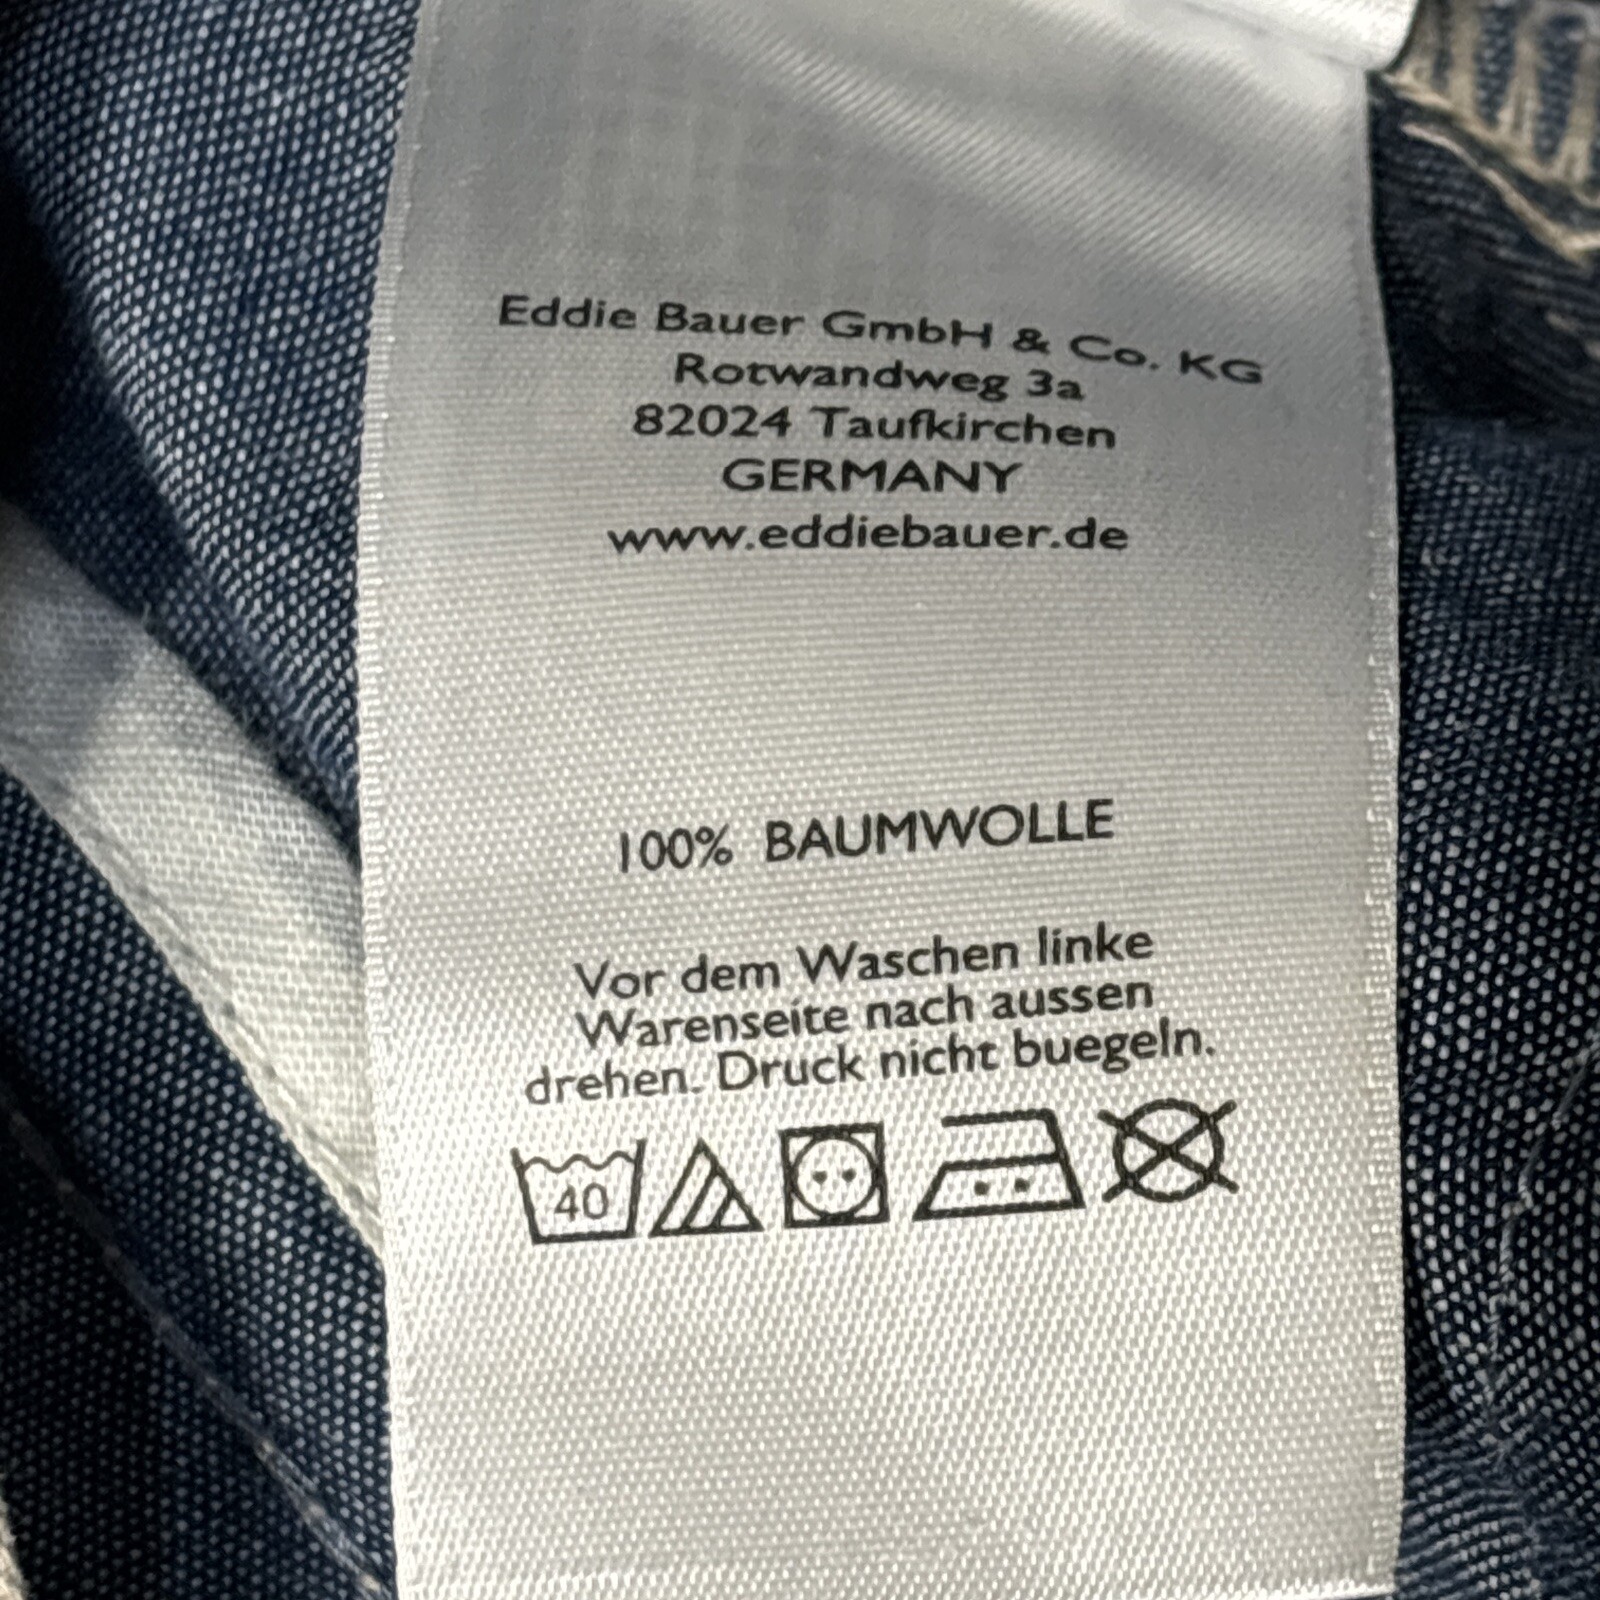 Eddie Bauer GmbH & Co. KG
Rotwandweg 3a
82024 Taufkirchen
GERMANY
www.eddiebauer.de
100% BAUMWOLLE
Vor dem Waschen linke
Warenseite nach aussen
drehen. Druck nicht buegeln.
40